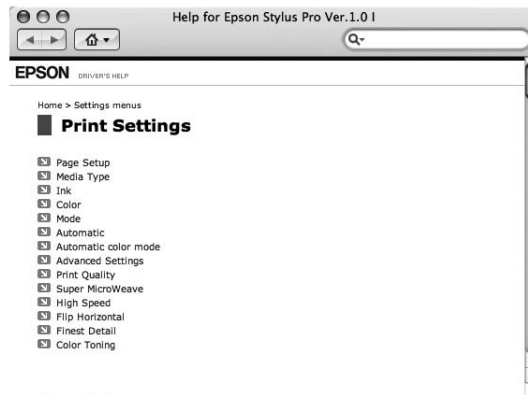 Help for Epson Stylus Pro Ver.1.0 I
EPSON DRIVER'S HELP
Home > Settings menus
Print Settings
Page Setup
Media Type
Ink
Color
Mode
Automatic
Automatic color mode
Advanced Settings
Print Quality
Super MicroWeave
High Speed
Flip Horizontal
Finest Detail
Color Toning